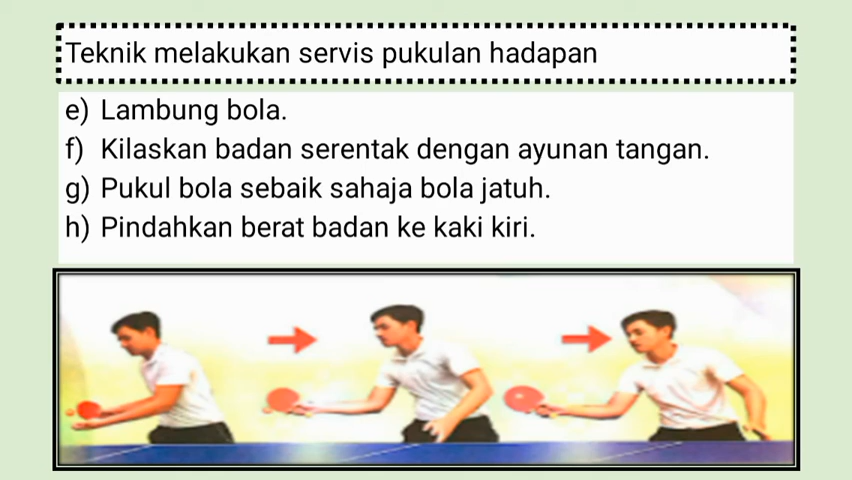 Teknik melakukan servis pukulan hadapan
e) Lambung bola.
f) Kilaskan badan serentak dengan ayunan tangan.
g) Pukul bola sebaik sahaja bola jatuh.
h) Pindahkan berat badan ke kaki kiri.